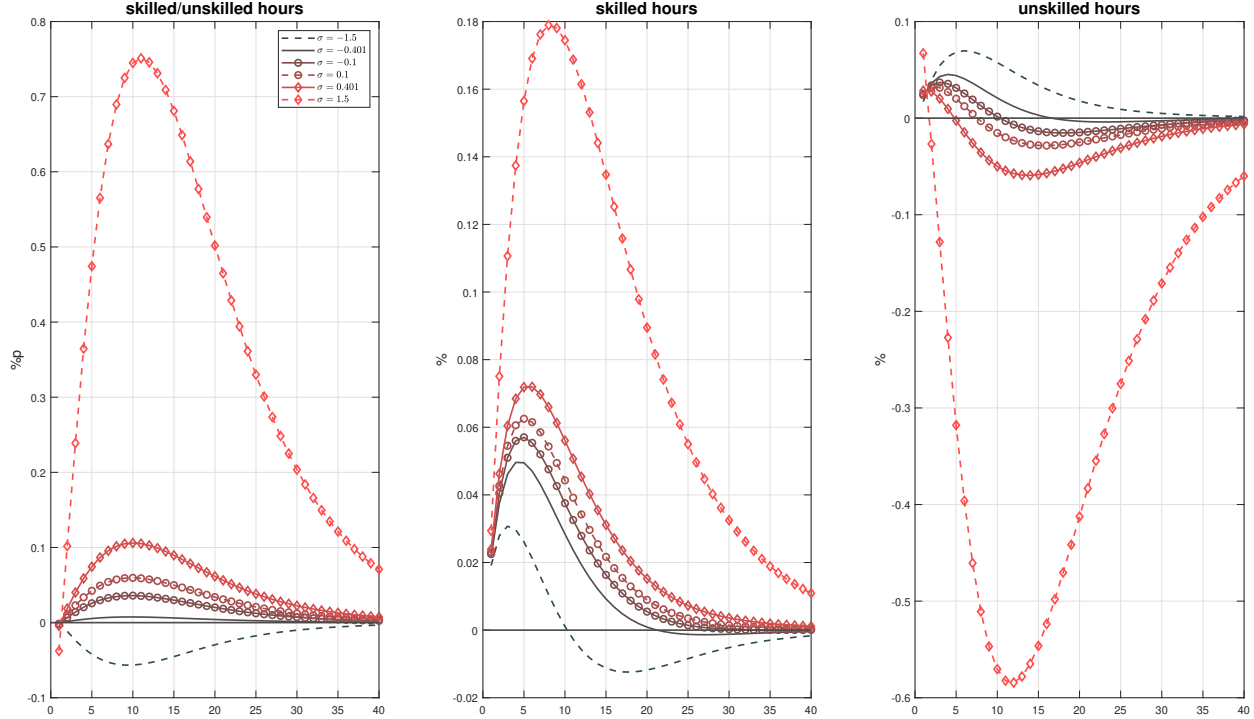 skilled/unskilled hours
0.8
0.7
0.6
0.5
0.4
0.3
0.2
0.1
0
-0.1
%p
0 5 10 15 20 25 30 35 40
σ = −1.5
σ = −0.401
σ = −0.1
σ = 0.1
σ = 0.401
σ = 1.5
skilled hours
0.18
0.16
0.14
0.12
0.1
0.08
0.06
0.04
0.02
0
-0.02
%
0 5 10 15 20 25 30 35 40
unskilled hours
0.1
0
-0.1
-0.2
-0.3
-0.4
-0.5
-0.6
%
0 5 10 15 20 25 30 35 40